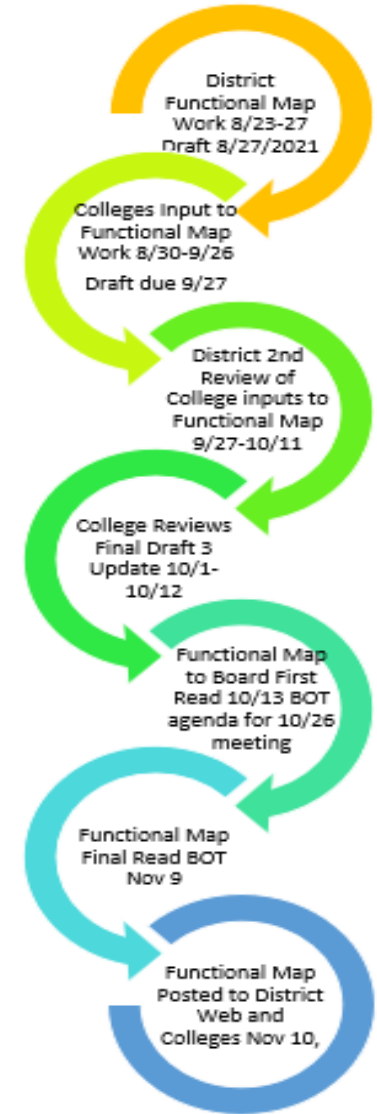 District
Functional Map
Work 8/23-27
Draft 8/27/2021
Colleges Input to
Functional Map
Work 8/30-9/26
Draft due 9/27
District 2nd
Review of
College inputs to
Functional Map
9/27-10/11
College Reviews
Final Draft 3
Update 10/1-
10/12
Functional Map
to Board First
Read 10/13 BOT
agenda for 10/26
meeting
Functional Map
Final Read BOT
Nov 9
Functional Map
Posted to District
Web and
Colleges Nov 10,